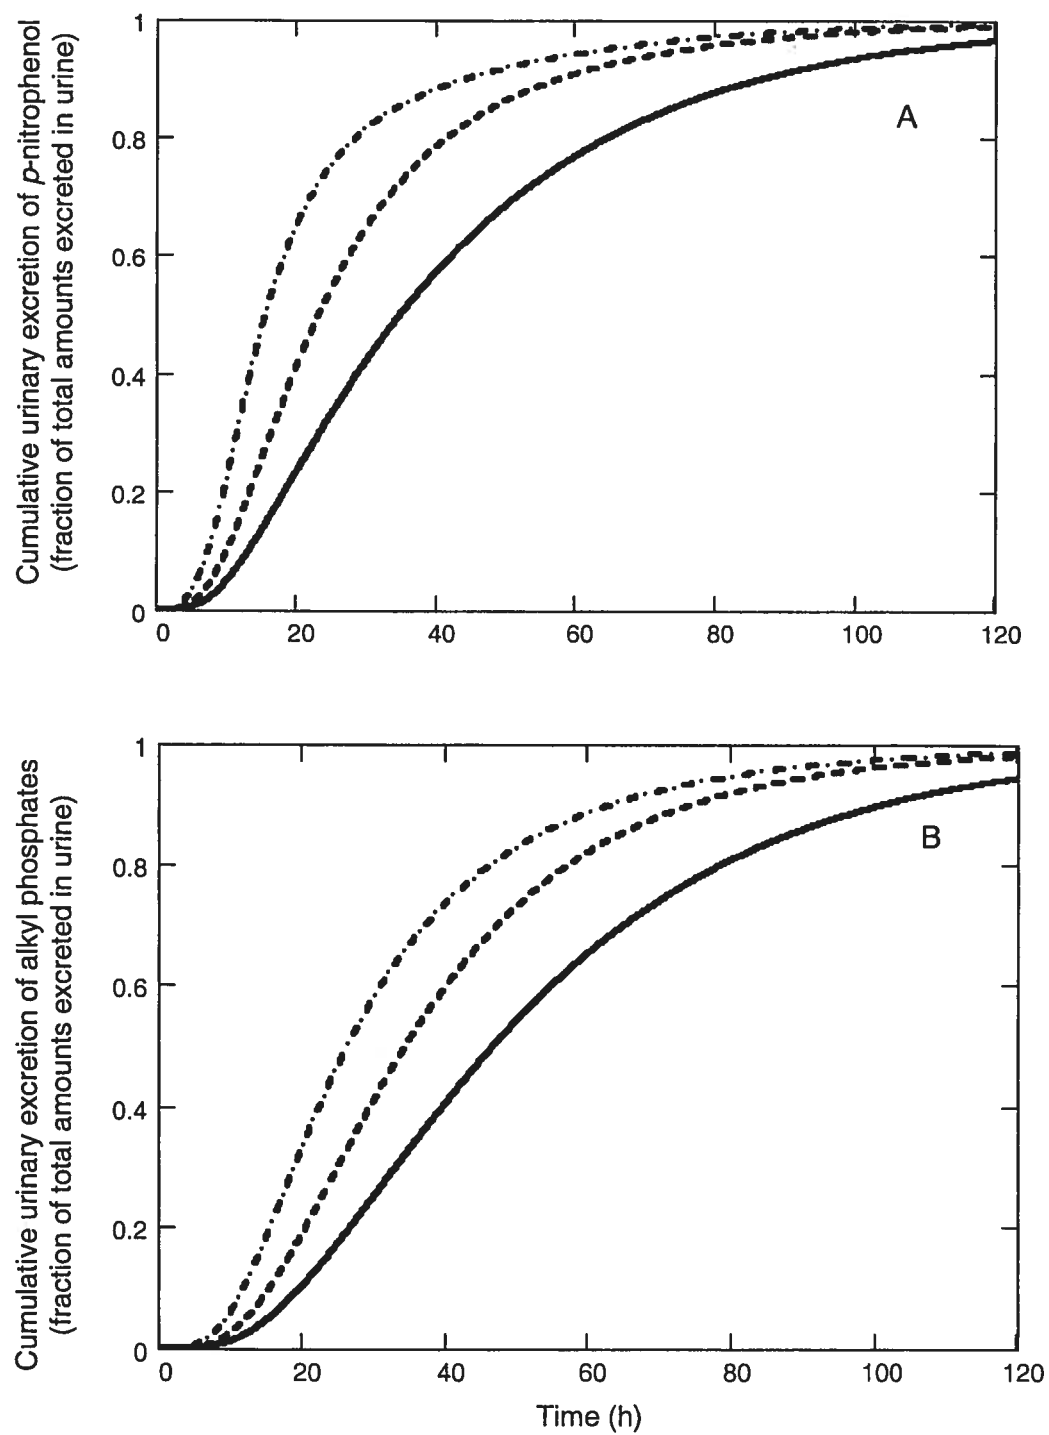 Cumulative urinary excretion of p-nitrophenol
(fraction of total amounts excreted in urine)
1
0.8
0.6
0.4
0.2
0
A
0 20 40 60 80 100 120
Cumulative urinary excretion of alkyl phosphates
(fraction of total amounts excreted in urine)
1
0.8
0.6
0.4
0.2
0
B
0 20 40 60 80 100 120
Time (h)